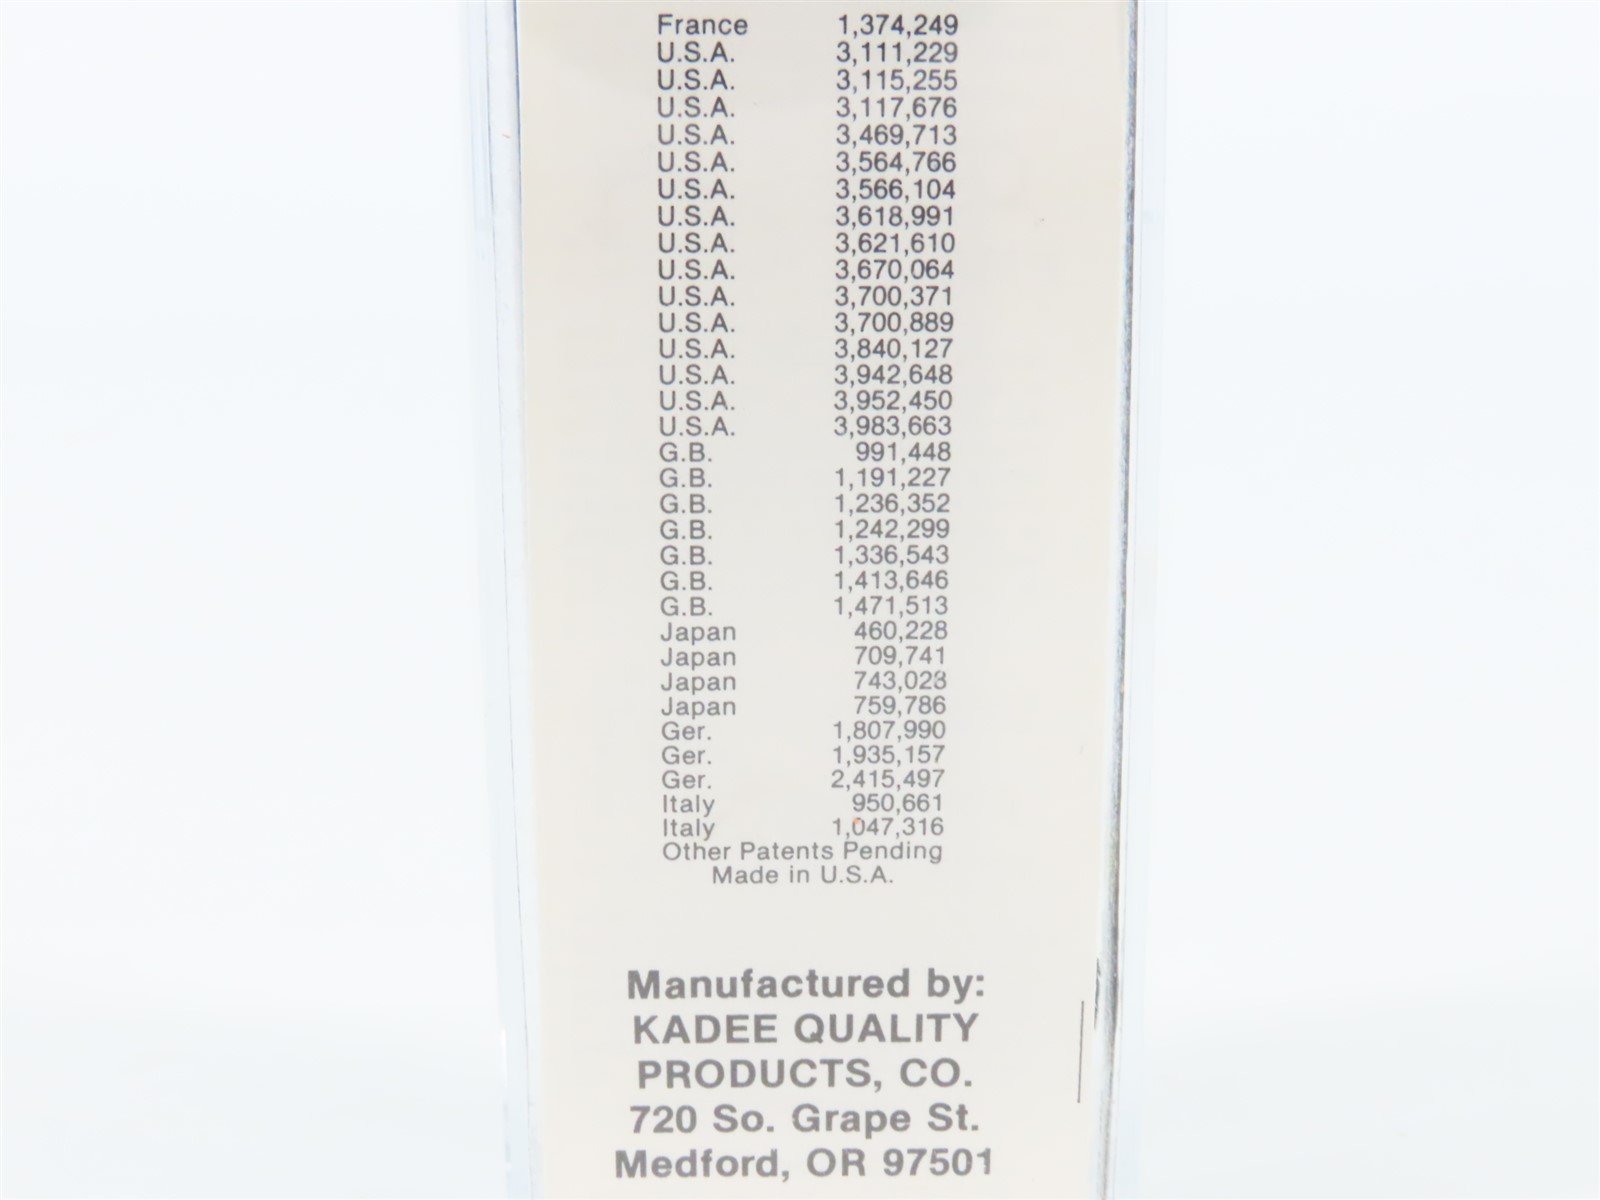 France 1,374,249
U.S.A. 3,111,229
U.S.A. 3,115,255
U.S.A. 3,117,676
U.S.A. 3,469,713
U.S.A. 3,564,766
U.S.A. 3,566,104
U.S.A. 3,618,991
U.S.A. 3,621,610
U.S.A. 3,670,064
U.S.A. 3,700,371
U.S.A. 3,700,889
U.S.A. 3,840,127
U.S.A. 3,942,648
U.S.A. 3,952,450
U.S.A. 3,983,663
G.B. 991,448
G.B. 1,191,227
G.B. 1,236,352
G.B. 1,242,299
G.B. 1,336,543
G.B. 1,413,646
G.B. 1,471,513
Japan 460,228
Japan 709,741
Japan 743,023
Japan 759,786
Ger. 1,807,990
Ger. 1,935,157
Ger. 2,415,497
Italy 950,661
Italy 1,047,316
Other Patents Pending
Made in U.S.A.
Manufactured by:
KADEE QUALITY
PRODUCTS, CO.
720 So. Grape St.
Medford, OR 97501